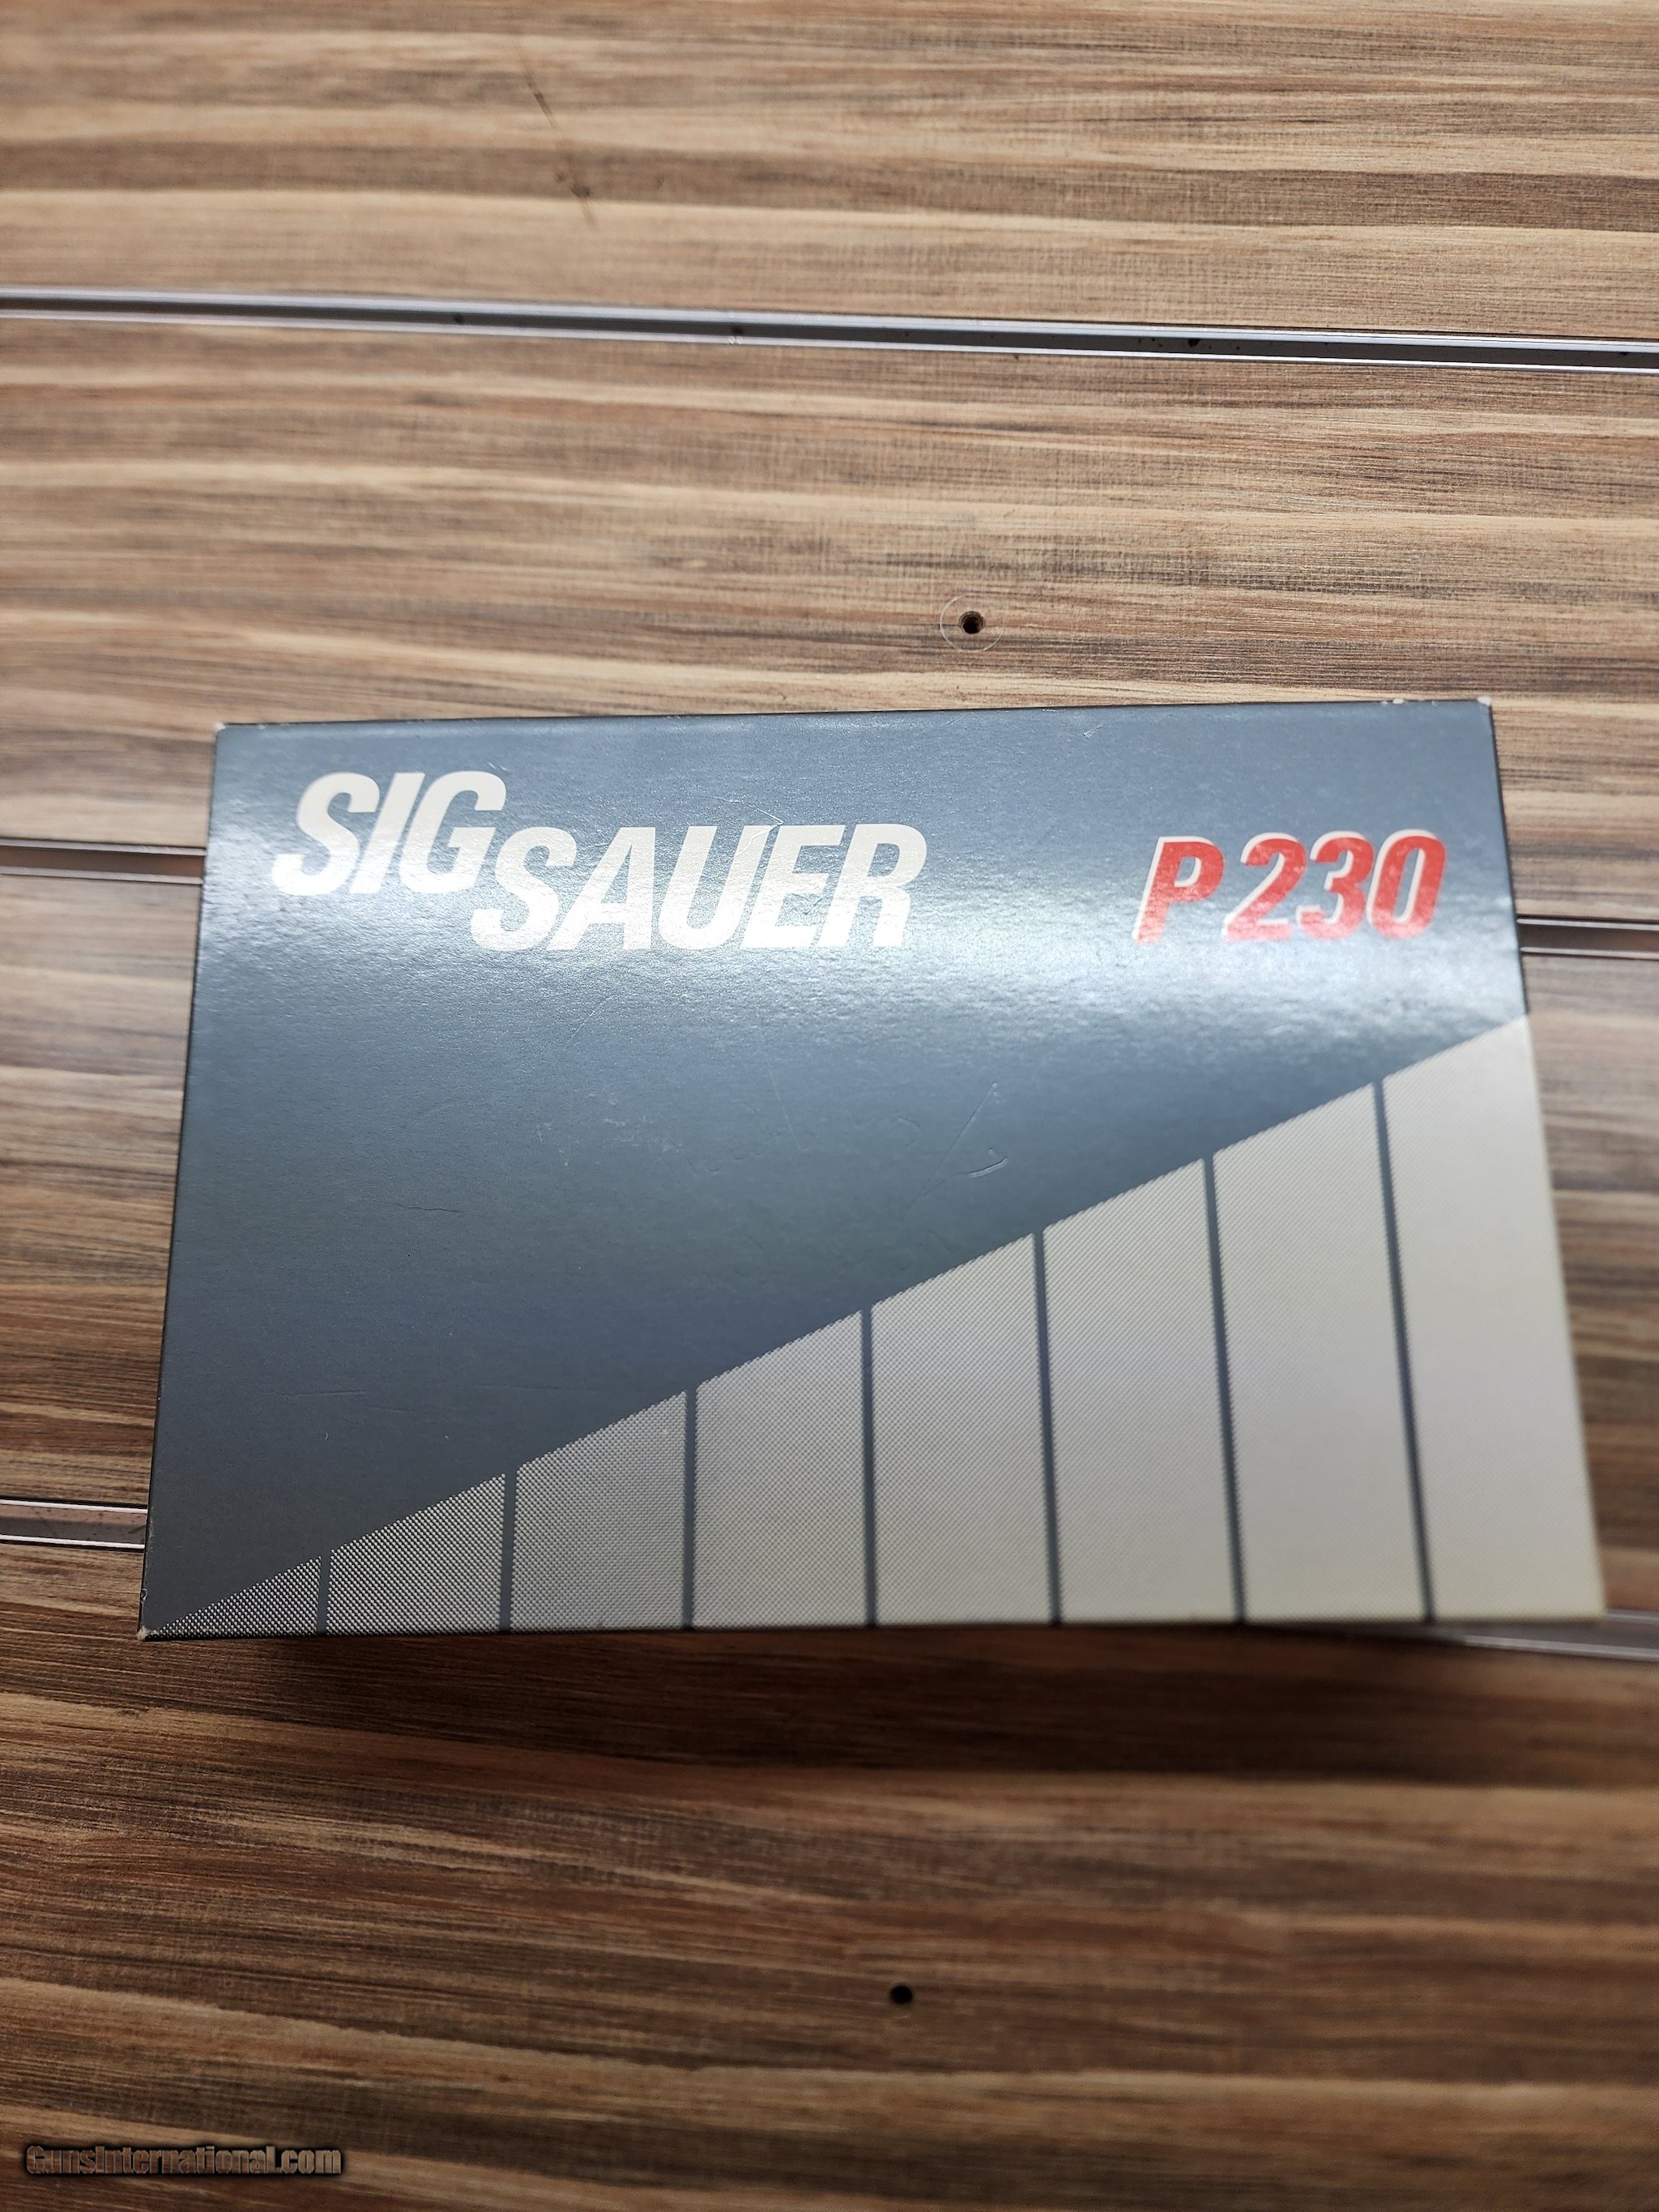 SIG
SAUER
P230
GunsInternational.com